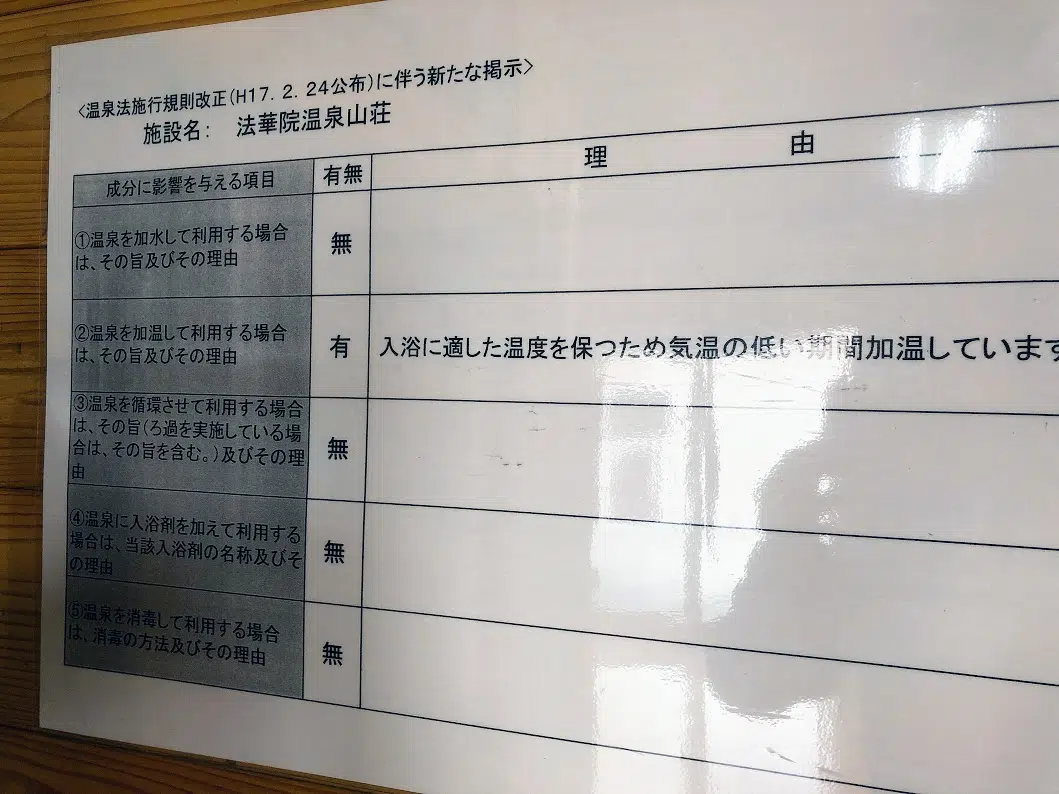 <温泉法施行規則改正(H17．2．24公布)に伴う新たな掲示>
施設名： 法華院温泉山荘
成分に影響を与える項目 有無 理 由
①温泉を加水して利用する場合
は、その旨及びその理由
無
②温泉を加温して利用する場合
は、その旨及びその理由
有
入浴に適した温度を保つため気温の低い期間加温しています
③温泉を循環させて利用する場合
は、その旨(ろ過を実施している場
合は、その旨を含む。)及びその理
由
無
④温泉に入浴剤を加えて利用する
場合は、当該入浴剤の名称及びそ
の理由
無
⑤温泉を消毒して利用する場合
は、消毒の方法及びその理由
無